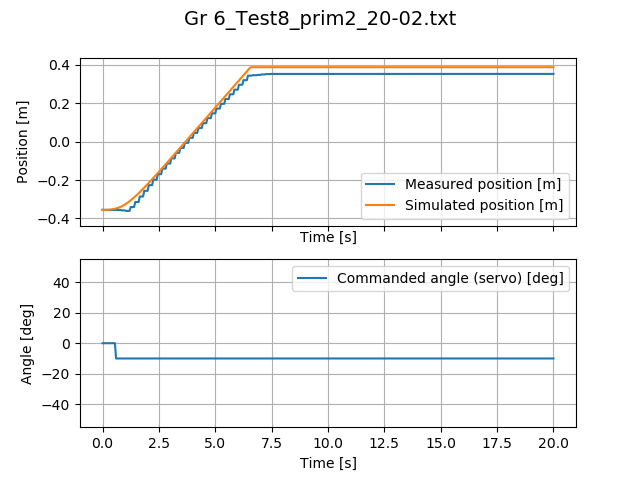 Gr 6_Test8_prim2_20-02.txt
0.4
0.2
0.0
−0.2
−0.4
Position [m]
Measured position [m]
Simulated position [m]
Time [s]
40
20
0
−20
−40
Angle [deg]
Commanded angle (servo) [deg]
0.0 2.5 5.0 7.5 10.0 12.5 15.0 17.5 20.0
Time [s]